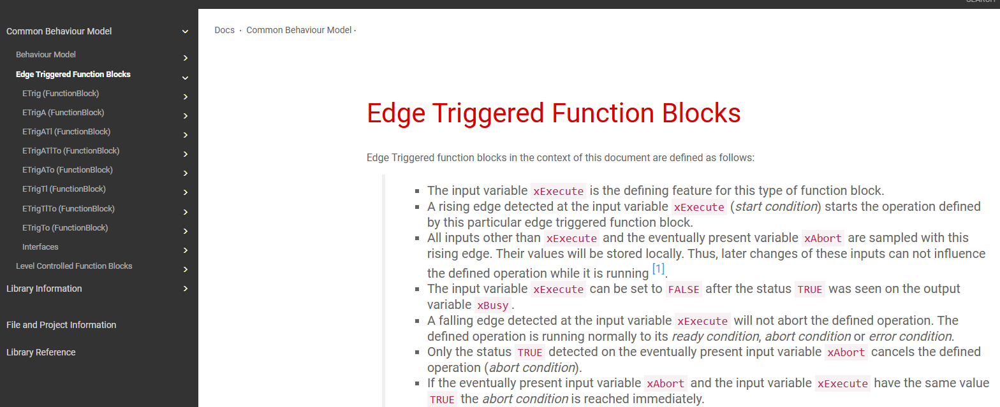 SEARCH
Common Behaviour Model
Docs · Common Behaviour Model ·
Behaviour Model
Edge Triggered Function Blocks
ETrig (FunctionBlock)
ETrigA (FunctionBlock)
ETrigATl (FunctionBlock)
ETrigATlTo (FunctionBlock)
ETrigATo (FunctionBlock)
ETrigTl (FunctionBlock)
ETrigTlTo (FunctionBlock)
ETrigTo (FunctionBlock)
Interfaces
Level Controlled Function Blocks
Library Information
File and Project Information
Library Reference
Edge Triggered Function Blocks
Edge Triggered function blocks in the context of this document are defined as follows:
The input variable xExecute is the defining feature for this type of function block.
A rising edge detected at the input variable xExecute (start condition) starts the operation defined
by this particular edge triggered function block.
All inputs other than xExecute and the eventually present variable xAbort are sampled with this
rising edge. Their values will be stored locally. Thus, later changes of these inputs can not influence
the defined operation while it is running [1].
The input variable xExecute can be set to FALSE after the status TRUE was seen on the output
variable xBusy.
A falling edge detected at the input variable xExecute will not abort the defined operation. The
defined operation is running normally to its ready condition, abort condition or error condition.
Only the status TRUE detected on the eventually present input variable xAbort cancels the defined
operation (abort condition).
If the eventually present input variable xAbort and the input variable xExecute have the same value
TRUE the abort condition is reached immediately.